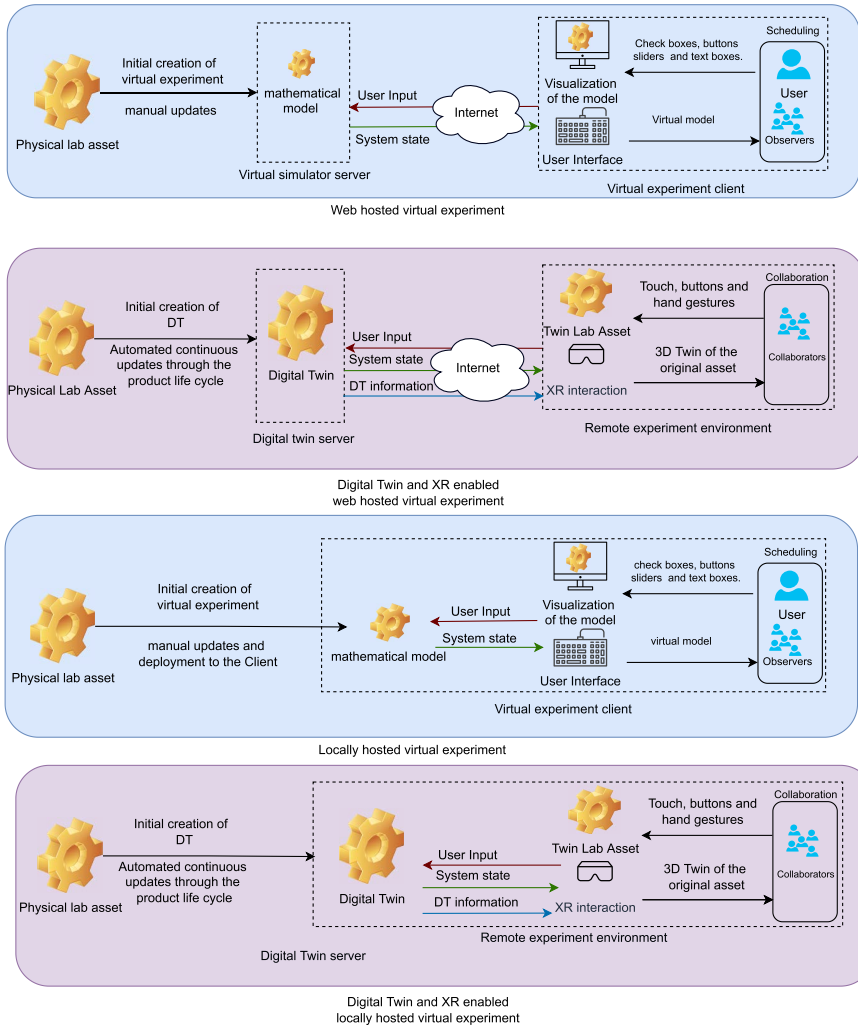 Initial creation of
virtual experiment
manual updates
Physical lab asset
mathematical
model
Virtual simulator server
User Input
Internet
System state
Visualization
of the model
User Interface
Check boxes, buttons
sliders and text boxes.
Virtual model
Scheduling
User
Observers
Virtual experiment client
Web hosted virtual experiment
Initial creation of
DT
Automated continuous
updates through the
product life cycle
Physical Lab Asset
Digital Twin
Digital twin server
User Input
System state
DT information
Internet
Twin Lab Asset
XR interaction
Touch, buttons and
hand gestures
3D Twin of the
original asset
Collaboration
Collaborators
Remote experiment environment
Digital Twin and XR enabled
web hosted virtual experiment
Initial creation of
virtual experiment
manual updates and
deployment to the Client
Physical lab asset
mathematical model
User Input
System state
Visualization
of the model
User Interface
check boxes, buttons
sliders and text boxes.
virtual model
Scheduling
User
Observers
Virtual experiment client
Locally hosted virtual experiment
Initial creation of
DT
Automated continuous
updates through the
product life cycle
Physical lab asset
Digital Twin
User Input
System state
DT information
Twin Lab Asset
XR interaction
Touch, buttons and
hand gestures
3D Twin of the
original asset
Collaboration
Collaborators
Remote experiment environment
Digital Twin server
Digital Twin and XR enabled
locally hosted virtual experiment